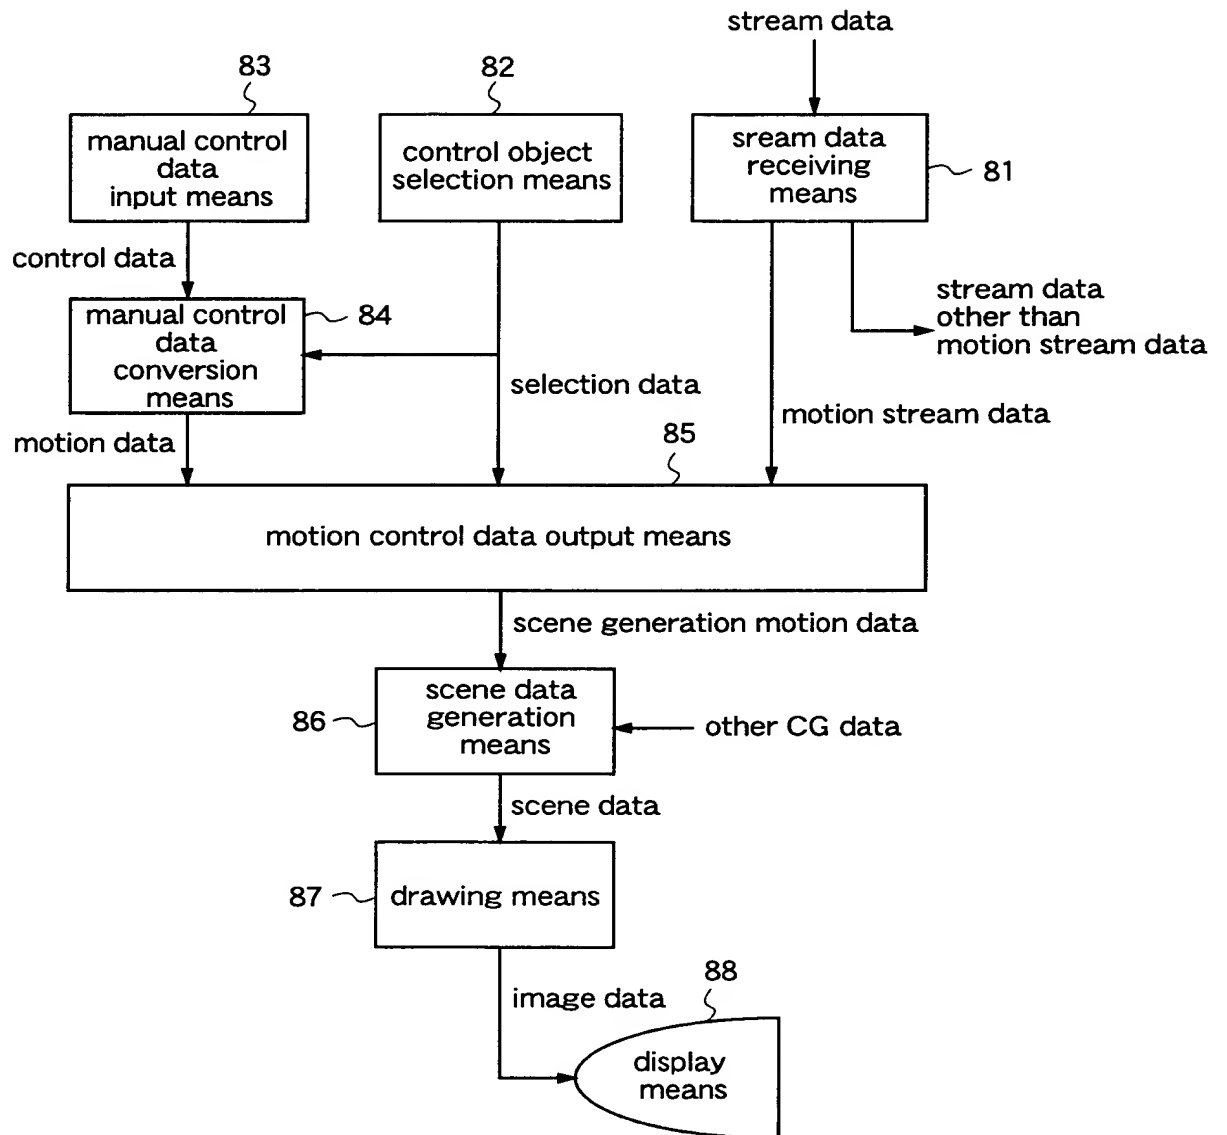 stream data
83
82
manual control
data
input means
control object
selection means
sream data
receiving
means
81
control data
stream data
other than
motion stream data
manual control
data
conversion
means
84
selection data
motion stream data
motion data
85
motion control data output means
scene generation motion data
scene data
generation
means
86
other CG data
scene data
87
drawing means
88
image data
display
means